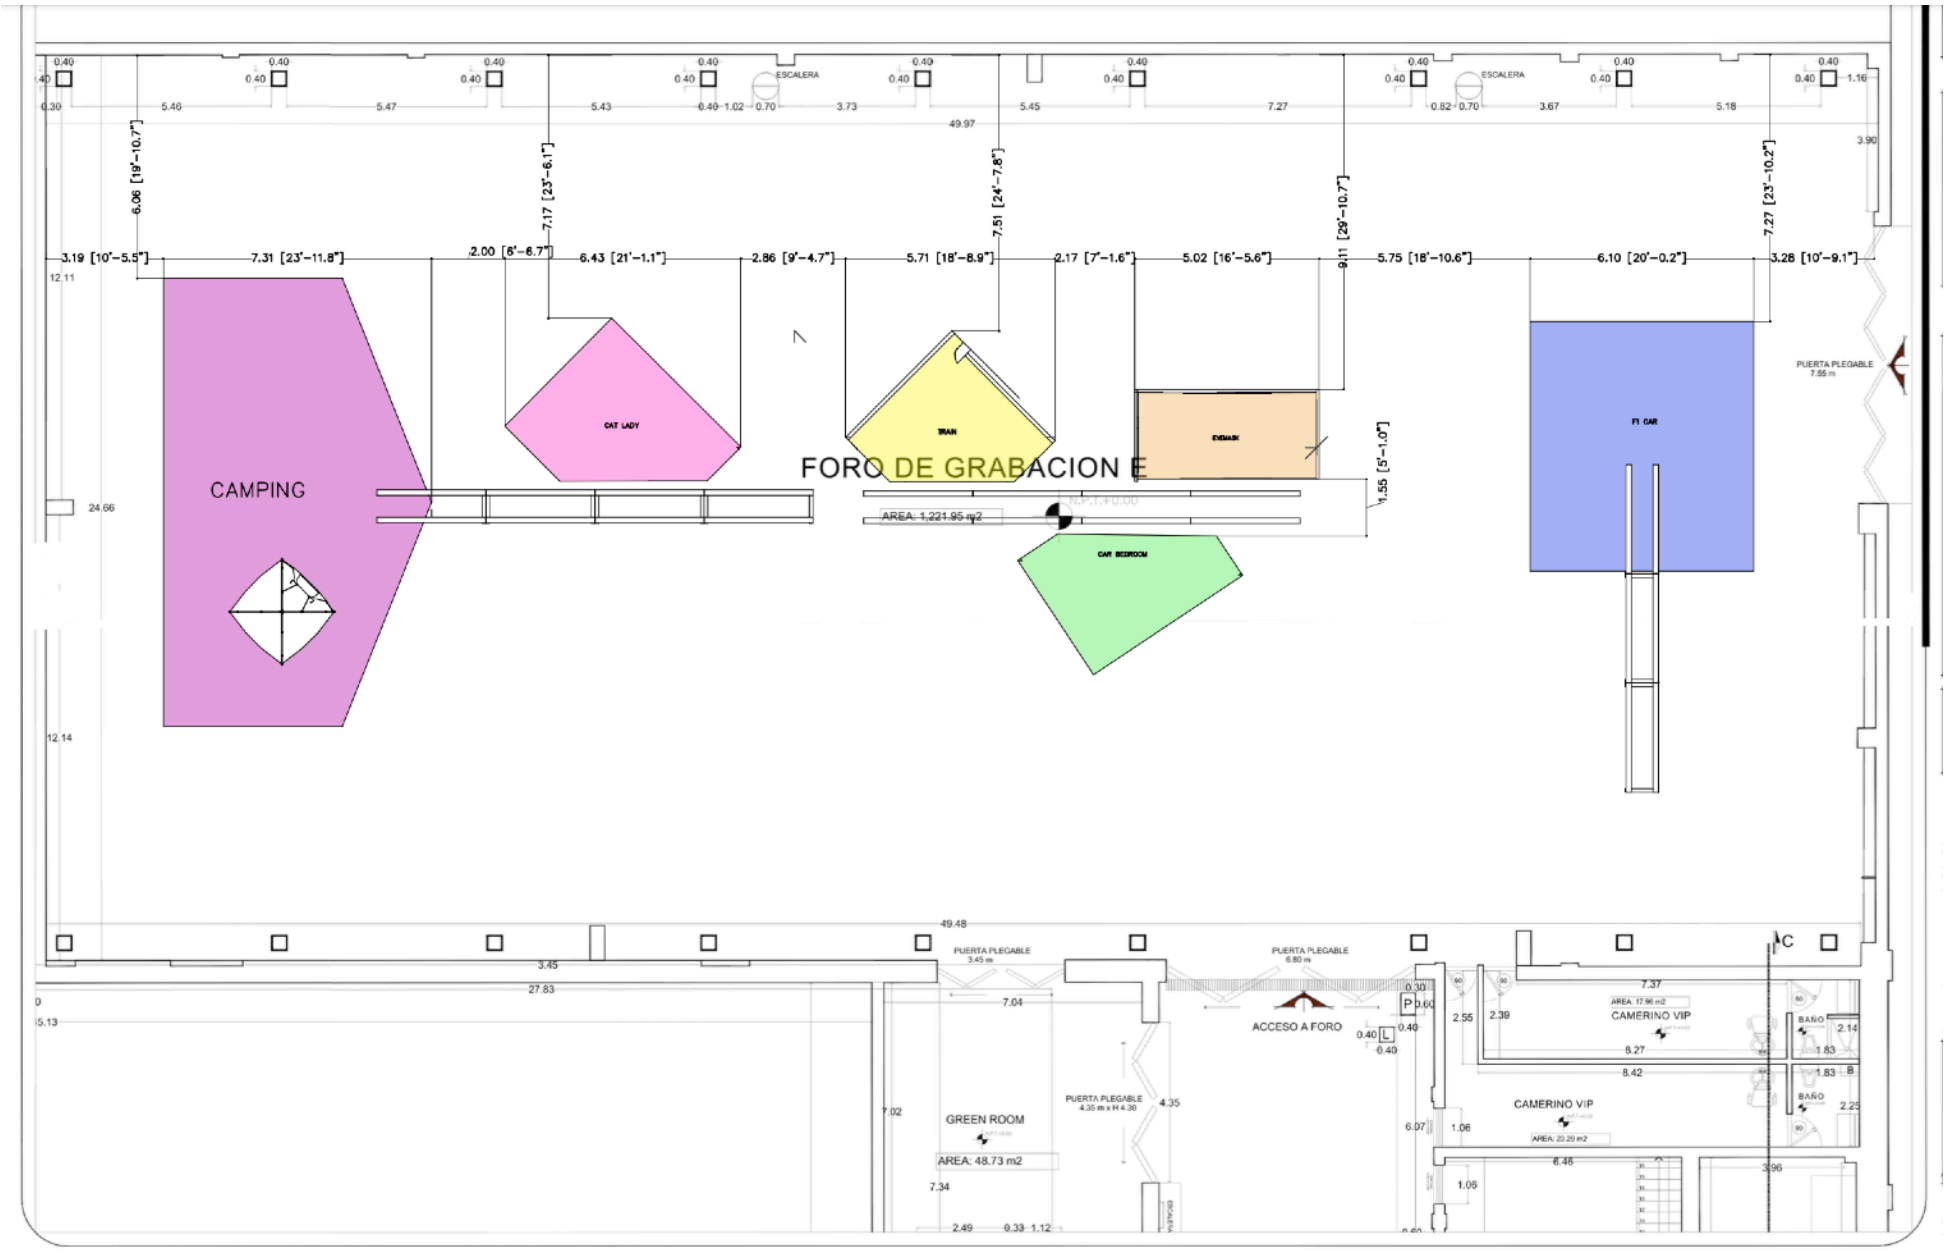 0.40 0.40 0.40 0.40 0.40 0.40 0.40 0.40 0.40
0.40 0.40 0.40 0.40 0.40 0.40 0.40 0.40 1.16
ESCALERA ESCALERA
0.30 5.46 5.47 5.43 0.40 1.02 0.70 3.73 5.45 7.27 0.82 0.70 3.67 5.18
49.97
3.90
6.06 [19'-10.7"]
7.17 [23'-6.1"]
7.51 [24'-7.8"]
9.11 [29'-10.7"]
7.27 [23'-10.2"]
3.19 [10'-5.5"] 7.31 [23'-11.8"] 2.00 [6'-6.7"] 6.43 [21'-1.1"] 2.86 [9'-4.7"] 5.71 [18'-8.9"] 2.17 [7'-1.6"] 5.02 [16'-5.6"] 5.75 [18'-10.6"] 6.10 [20'-0.2"] 3.28 [10'-9.1"]
12.11
PUERTA PLEGABLE
7.55 m
CAT LADY
TRAIN
EYEMASK
F1 CAR
FORO DE GRABACION E
1.55 [5'-1.0"]
CAMPING
N.P.T.+0.00
24.66
AREA: 1,221.95 m2
CAR BEDROOM
12.14
49.48
C
PUERTA PLEGABLE
3.45 m
PUERTA PLEGABLE
6.80 m
3.45
27.83
7.04
0.30
P
0.60
0.40
ACCESO A FORO
0.40
L
0.40
90 90
7.37
AREA: 17.96 m2
CAMERINO VIP
BAÑO
2.55
2.39
2.14
8.27
1.83
8.42
1.83
B
PUERTA PLEGABLE
4.35 m x H 4.30
4.35
CAMERINO VIP
BAÑO
2.25
7.02
GREEN ROOM
6.07
1.06
AREA: 23.20 m2
AREA: 48.73 m2
6.46
3.96
7.34
1.06
ESCALERA
2.49 0.33 1.12